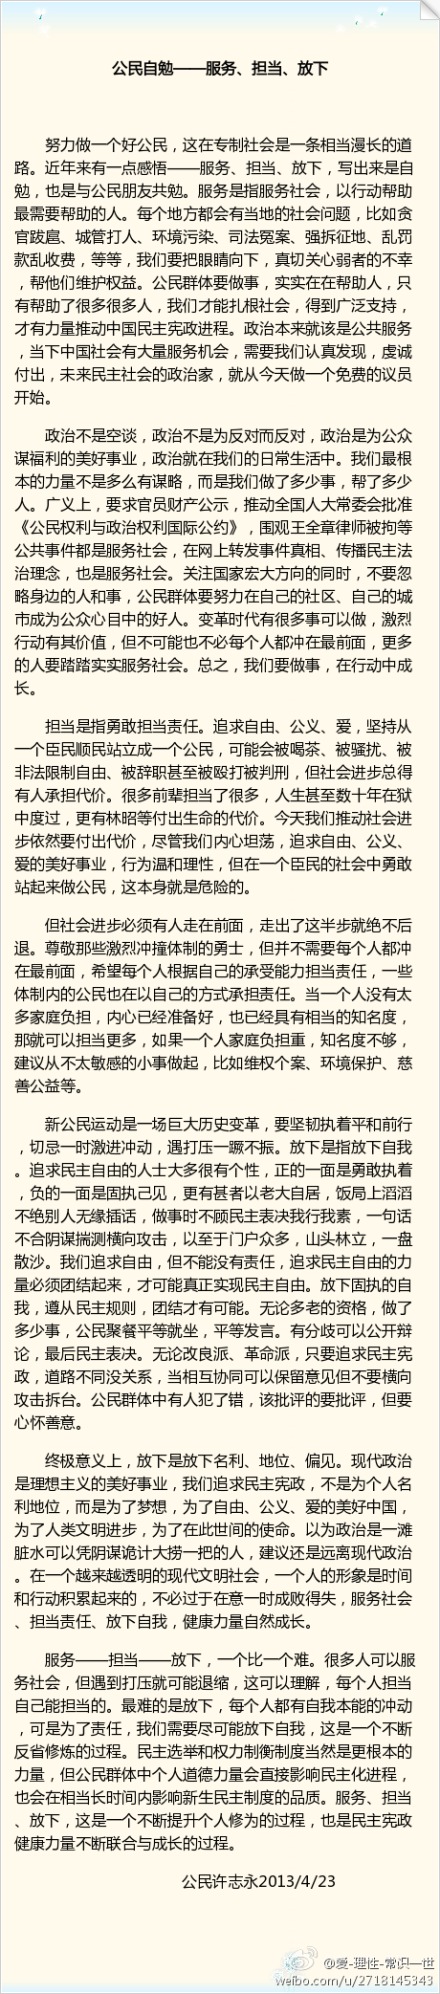 公民自勉——服务、担当、放下
努力做一个好公民，这在专制社会是一条相当漫长的道
路。近年来有一点感悟——服务、担当、放下，写出来是自
勉，也是与公民朋友共勉。服务是指服务社会，以行动帮助
最需要帮助的人。每个地方都会有当地的社会问题，比如贪
官跋扈、城管打人、环境污染、司法冤案、强拆征地、乱罚
款乱收费，等等，我们要把眼睛向下，真切关心弱者的不幸
，帮他们维护权益。公民群体要做事，实实在在帮助人，只
有帮助了很多很多人，我们才能扎根社会，得到广泛支持，
才有力量推动中国民主宪政进程。政治本来就该是公共服务
，当下中国社会有大量服务机会，需要我们认真发现，虔诚
付出，未来民主社会的政治家，就从今天做一个免费的议员
开始。
政治不是空谈，政治不是为反对而反对，政治是为公众
谋福利的美好事业，政治就在我们的日常生活中。我们最根
本的力量不是多么有谋略，而是我们做了多少事，帮了多少
人。广义上，要求官员财产公示，推动全国人大常委会批准
《公民权利与政治权利国际公约》，围观王全章律师被拘等
公共事件都是服务社会，在网上转发事件真相、传播民主法
治理念，也是服务社会。关注国家宏大方向的同时，不要忽
略身边的人和事，公民群体要努力在自己的社区、自己的城
市成为公众心目中的好人。变革时代有很多事可以做，激烈
行动有其价值，但不可能也不必每个人都冲在最前面，更多
的人要踏踏实实服务社会。总之，我们要做事，在行动中成
长。
担当是指勇敢担当责任。追求自由、公义、爱，坚持从
一个臣民顺民站立成一个公民，可能会被喝茶、被骚扰、被
非法限制自由、被辞职甚至被殴打被判刑，但社会进步总得
有人承担代价。很多前辈担当了很多，人生甚至数十年在狱
中度过，更有林昭等付出生命的代价。今天我们推动社会进
步依然要付出代价，尽管我们内心坦荡，追求自由、公义、
爱的美好事业，行为温和理性，但在一个臣民的社会中勇敢
站起来做公民，这本身就是危险的。
但社会进步必须有人走在前面，走出了这半步就绝不后
退。尊敬那些激烈冲撞体制的勇士，但并不需要每个人都冲
在最前面，希望每个人根据自己的承受能力担当责任，一些
体制内的公民也在以自己的方式承担责任。当一个人没有太
多家庭负担，内心已经准备好，也已经具有相当的知名度，
那就可以担当更多，如果一个人家庭负担重，知名度不够，
建议从不太敏感的小事做起，比如维权个案、环境保护、慈
善公益等。
新公民运动是一场巨大历史变革，要坚韧执着平和前行
，切忌一时激进冲动，遇打压一蹶不振。放下是指放下自我
。追求民主自由的人士大多很有个性，正的一面是勇敢执着
，负的一面是固执己见，更有甚者以老大自居，饭局上滔滔
不绝别人无缘插话，做事时不顾民主表决我行我素，一句话
不合阴谋揣测横向攻击，以至于门户众多，山头林立，一盘
散沙。我们追求自由，但不能没有责任，追求民主自由的力
量必须团结起来，才可能真正实现民主自由。放下固执的自
我，遵从民主规则，团结才有可能。无论多老的资格，做了
多少事，公民聚餐平等就坐，平等发言。有分歧可以公开辩
论，最后民主表决。无论改良派、革命派，只要追求民主宪
政，道路不同没关系，当相互协同可以保留意见但不要横向
攻击拆台。公民群体中有人犯了错，该批评的要批评，但要
心怀善意。
终极意义上，放下是放下名利、地位、偏见。现代政治
是理想主义的美好事业，我们追求民主宪政，不是为个人名
利地位，而是为了梦想，为了自由、公义、爱的美好中国，
为了人类文明进步，为了在此世间的使命。以为政治是一滩
脏水可以凭阴谋诡计大捞一把的人，建议还是远离现代政治
。在一个越来越透明的现代文明社会，一个人的形象是时间
和行动积累起来的，不必过于在意一时成败得失，服务社会
、担当责任、放下自我，健康力量自然成长。
服务——担当——放下，一个比一个难。很多人可以服
务社会，但遇到打压就可能退缩，这可以理解，每个人担当
自己能担当的。最难的是放下，每个人都有自我本能的冲动
，可是为了责任，我们需要尽可能放下自我，这是一个不断
反省修炼的过程。民主选举和权力制衡制度当然是更根本的
力量，但公民群体中个人道德力量会直接影响民主化进程，
也会在相当长时间内影响新生民主制度的品质。服务、担当
、放下，这是一个不断提升个人修为的过程，也是民主宪政
健康力量不断联合与成长的过程。
公民许志永2013/4/23
@爱-理性-常识一世
weibo.com/u/2718145343